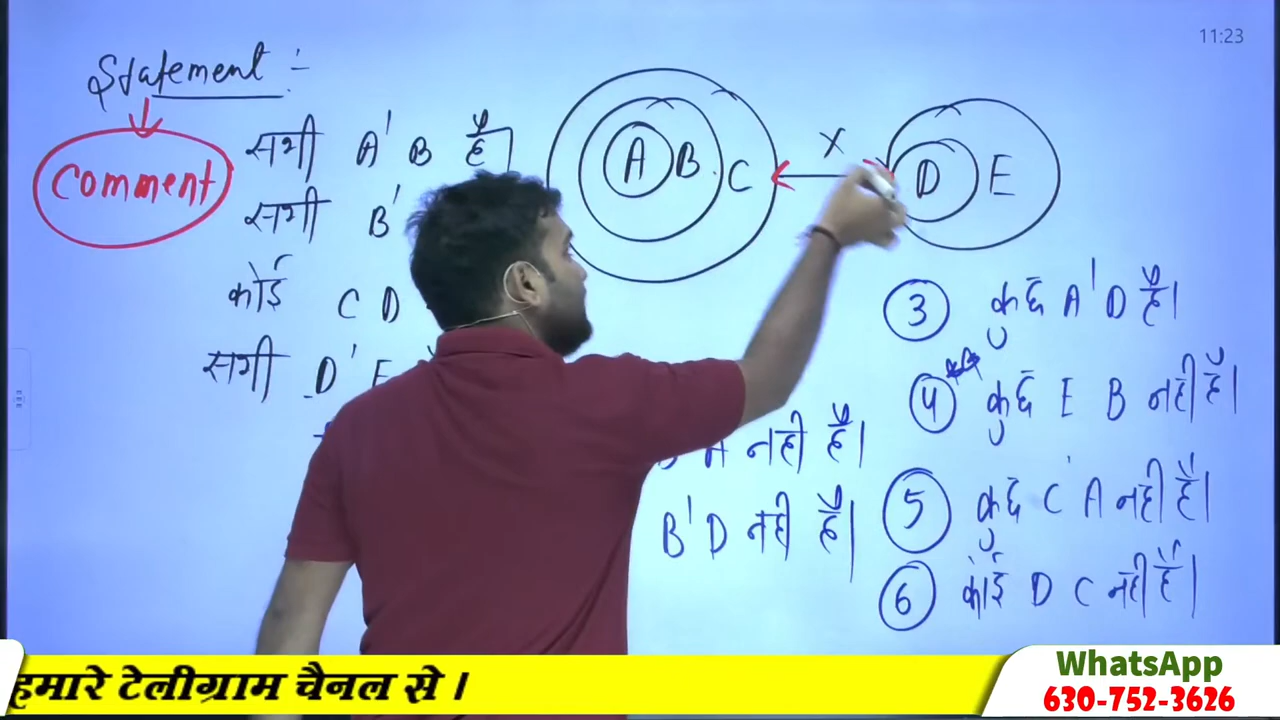 11:23
Statement :-
Comment
सभी A' B है
सभी B'
कोई C D
सभी D' E
A B C
X
D E
A नही है।
B' D नही है।
3 कुछ A' D है।
4 कुछ E B नही है।
5 कुछ C' A नही है।
6 कोई D C नही है।
हमारे टेलीग्राम चैनल से ।
WhatsApp
630-752-3626